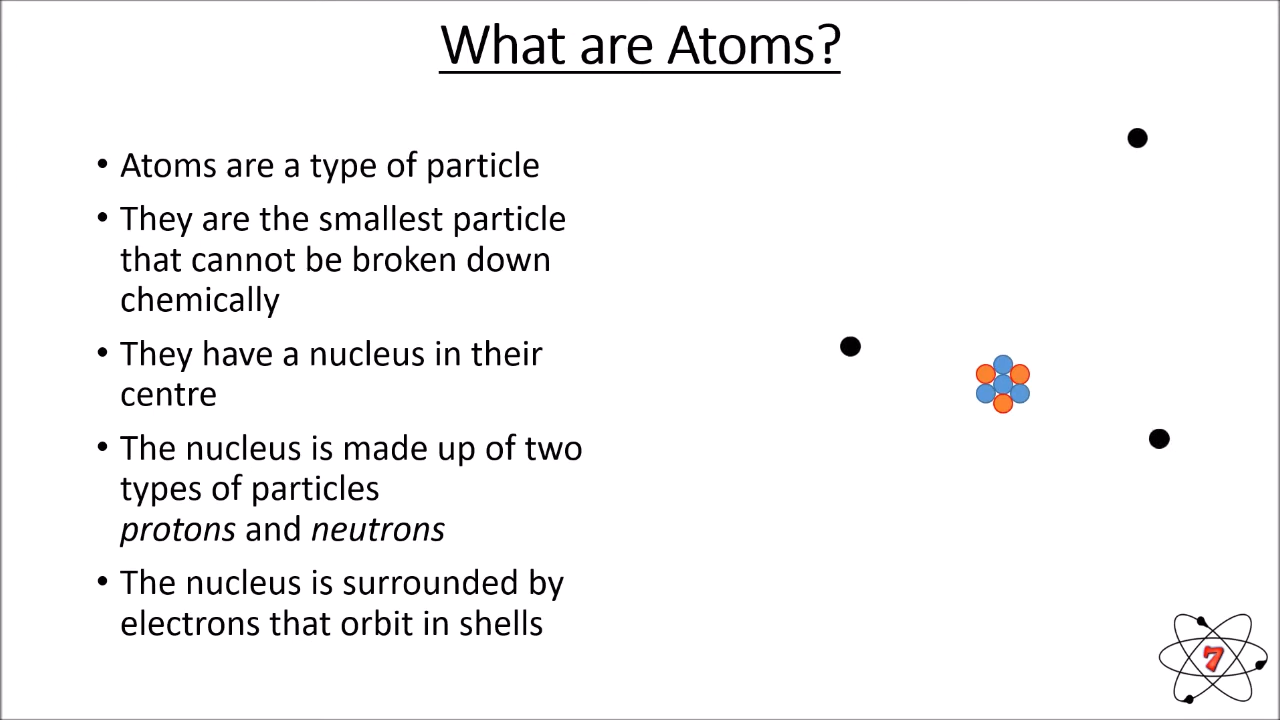 What are Atoms?
• Atoms are a type of particle
• They are the smallest particle
that cannot be broken down
chemically
• They have a nucleus in their
centre
• The nucleus is made up of two
types of particles
protons and neutrons
• The nucleus is surrounded by
electrons that orbit in shells
7